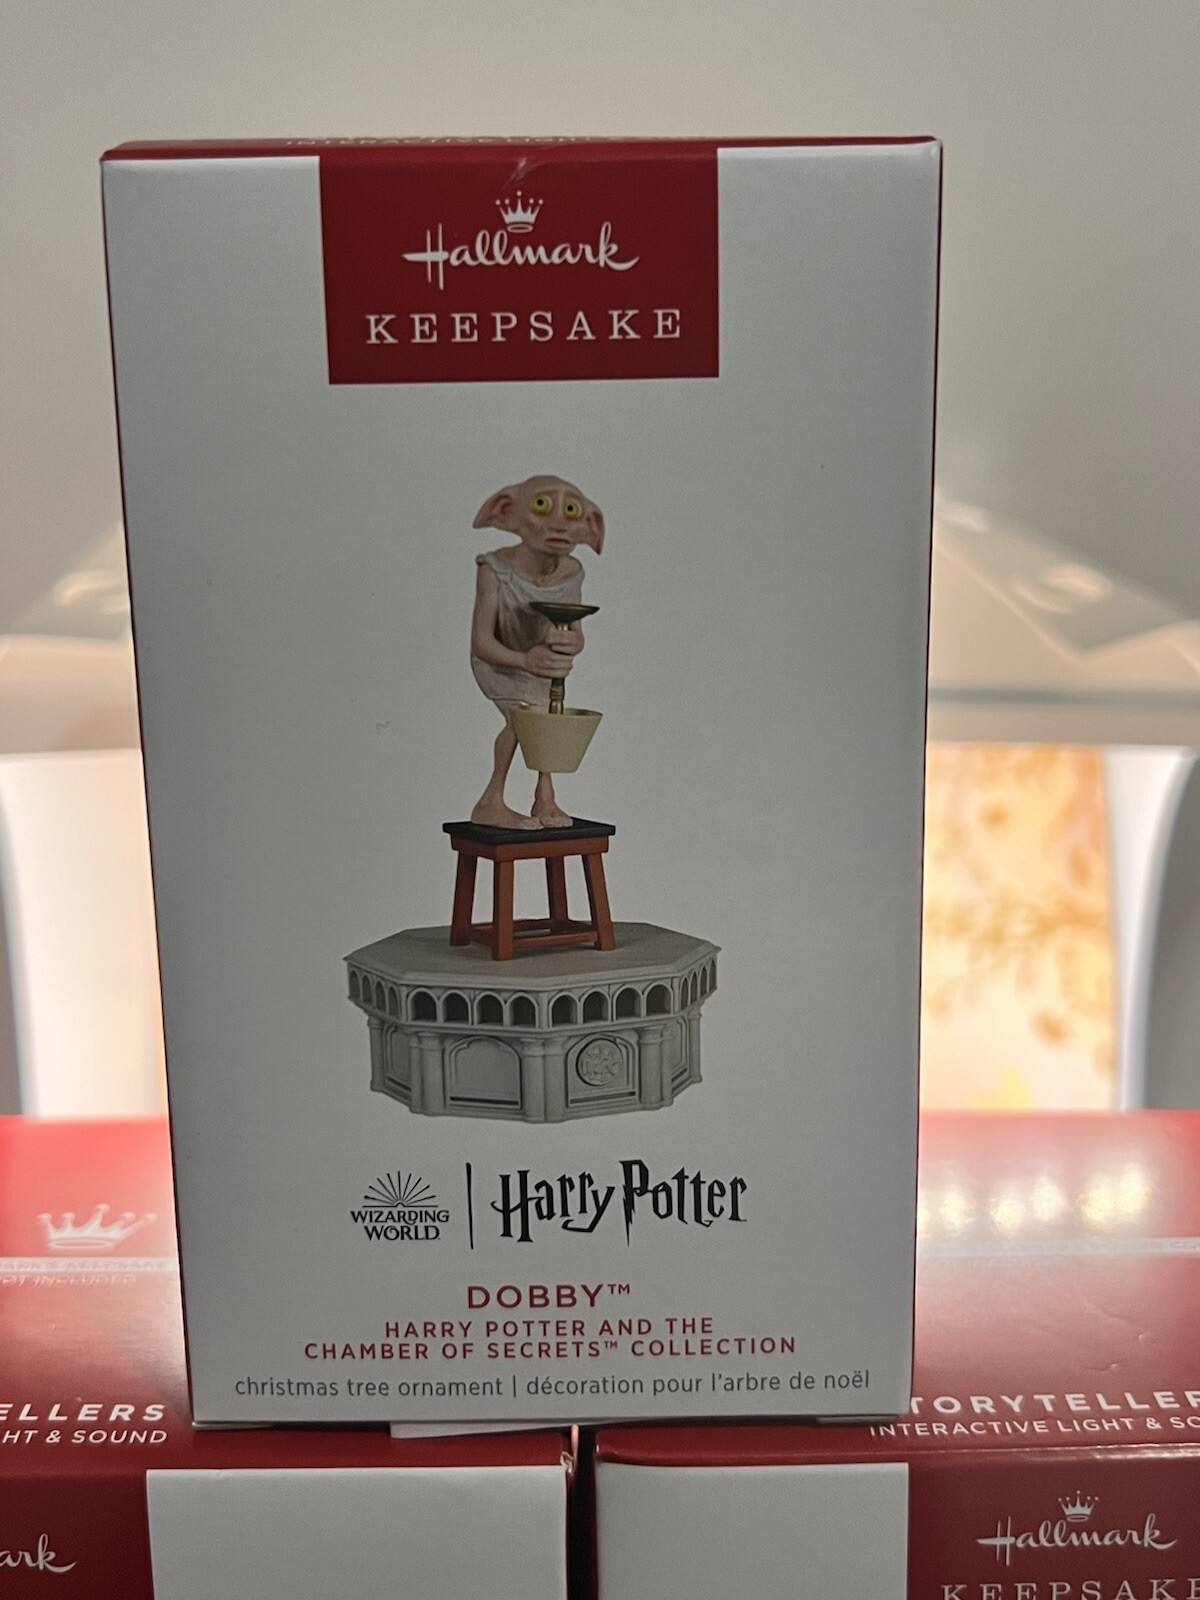 Hallmark
KEEPSAKE
WIZARDING
WORLD
Harry Potter
DOBBY™
HARRY POTTER AND THE
CHAMBER OF SECRETS™ COLLECTION
christmas tree ornament | décoration pour l'arbre de noël
ELLERS
HT & SOUND
TORYTELLER
INTERACTIVE LIGHT & SO
ark
Hallmark
KEEPSAKE